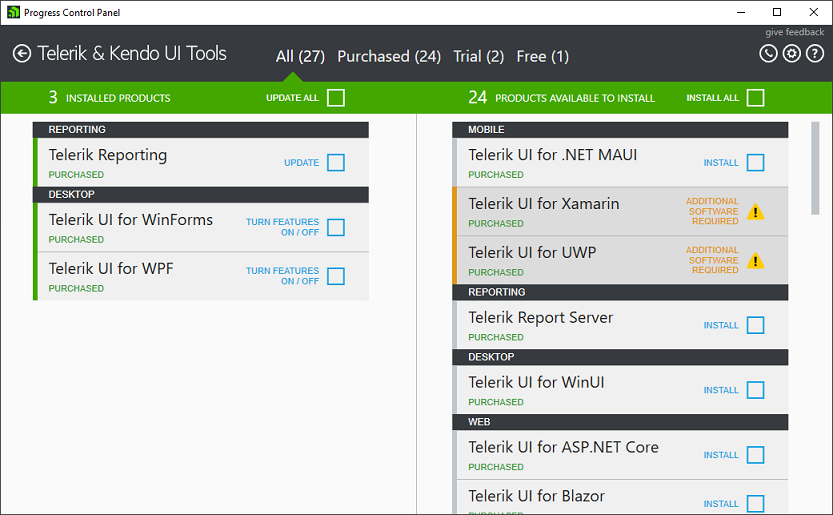 Progress Control Panel
give feedback
Telerik & Kendo UI Tools
All (27) Purchased (24) Trial (2) Free (1)
3 INSTALLED PRODUCTS UPDATE ALL
REPORTING
Telerik Reporting
PURCHASED
UPDATE
DESKTOP
Telerik UI for WinForms
PURCHASED
TURN FEATURES
ON / OFF
Telerik UI for WPF
PURCHASED
TURN FEATURES
ON / OFF
24 PRODUCTS AVAILABLE TO INSTALL INSTALL ALL
MOBILE
Telerik UI for .NET MAUI
PURCHASED
INSTALL
Telerik UI for Xamarin
PURCHASED
ADDITIONAL
SOFTWARE
REQUIRED
Telerik UI for UWP
PURCHASED
ADDITIONAL
SOFTWARE
REQUIRED
REPORTING
Telerik Report Server
PURCHASED
INSTALL
DESKTOP
Telerik UI for WinUI
PURCHASED
INSTALL
WEB
Telerik UI for ASP.NET Core
PURCHASED
INSTALL
Telerik UI for Blazor
PURCHASED
INSTALL